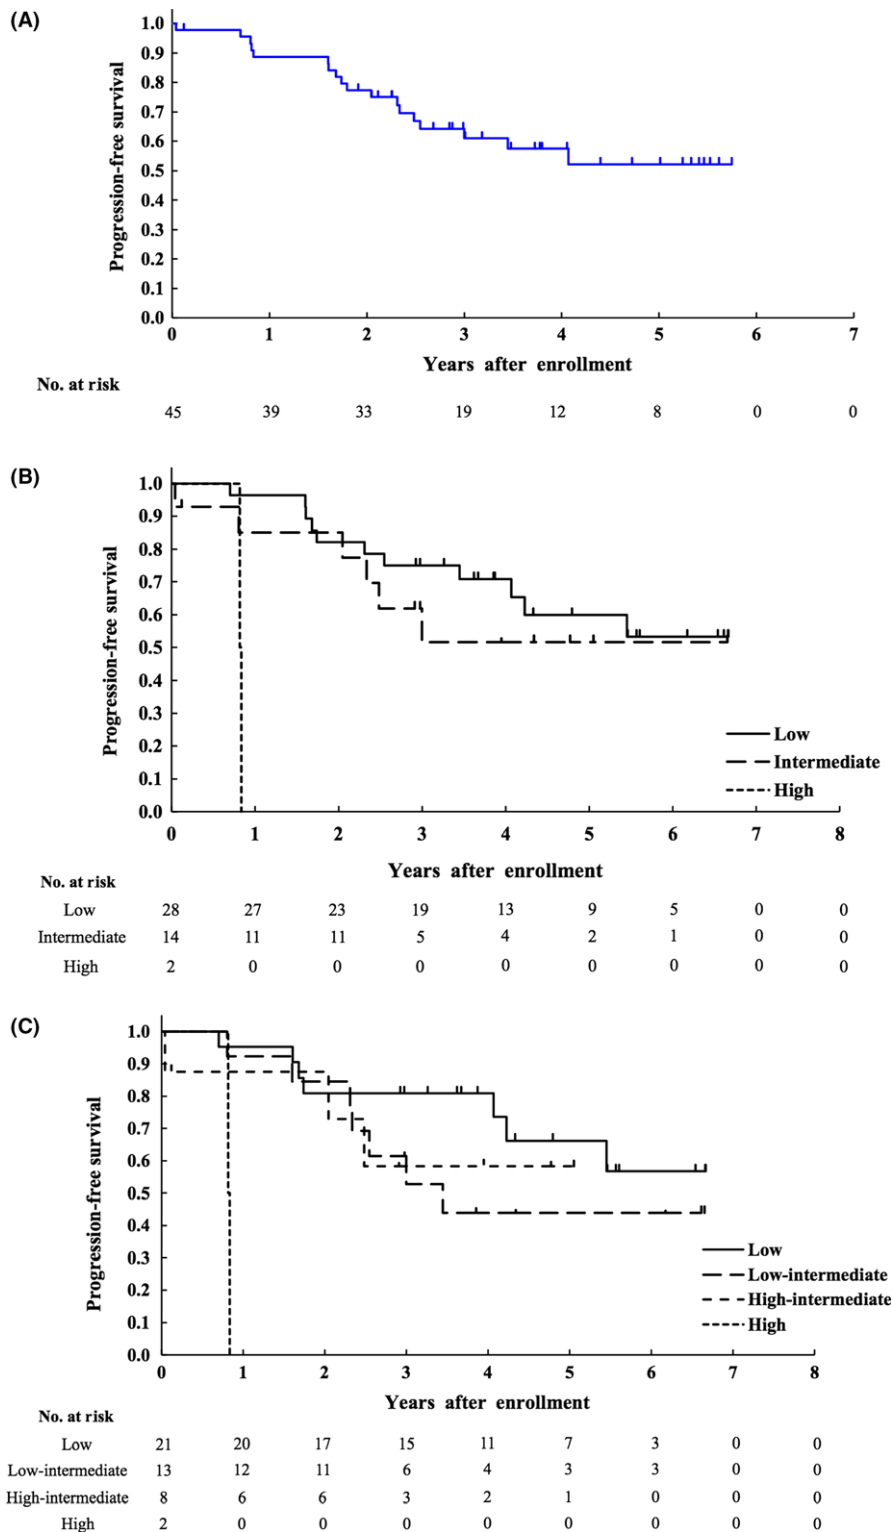 (A)
Progression-free survival
1.0
0.9
0.8
0.7
0.6
0.5
0.4
0.3
0.2
0.1
0.0
0 1 2 3 4 5 6 7
Years after enrollment
No. at risk
45 39 33 19 12 8 0 0
(B)
Progression-free survival
1.0
0.9
0.8
0.7
0.6
0.5
0.4
0.3
0.2
0.1
0.0
Low
Intermediate
High
0 1 2 3 4 5 6 7 8
Years after enrollment
No. at risk
Low 28 27 23 19 13 9 5 0 0
Intermediate 14 11 11 5 4 2 1 0 0
High 2 0 0 0 0 0 0 0 0
(C)
Progression-free survival
1.0
0.9
0.8
0.7
0.6
0.5
0.4
0.3
0.2
0.1
0.0
Low
Low-intermediate
High-intermediate
High
0 1 2 3 4 5 6 7 8
Years after enrollment
No. at risk
Low 21 20 17 15 11 7 3 0 0
Low-intermediate 13 12 11 6 4 3 3 0 0
High-intermediate 8 6 6 3 2 1 0 0 0
High 2 0 0 0 0 0 0 0 0